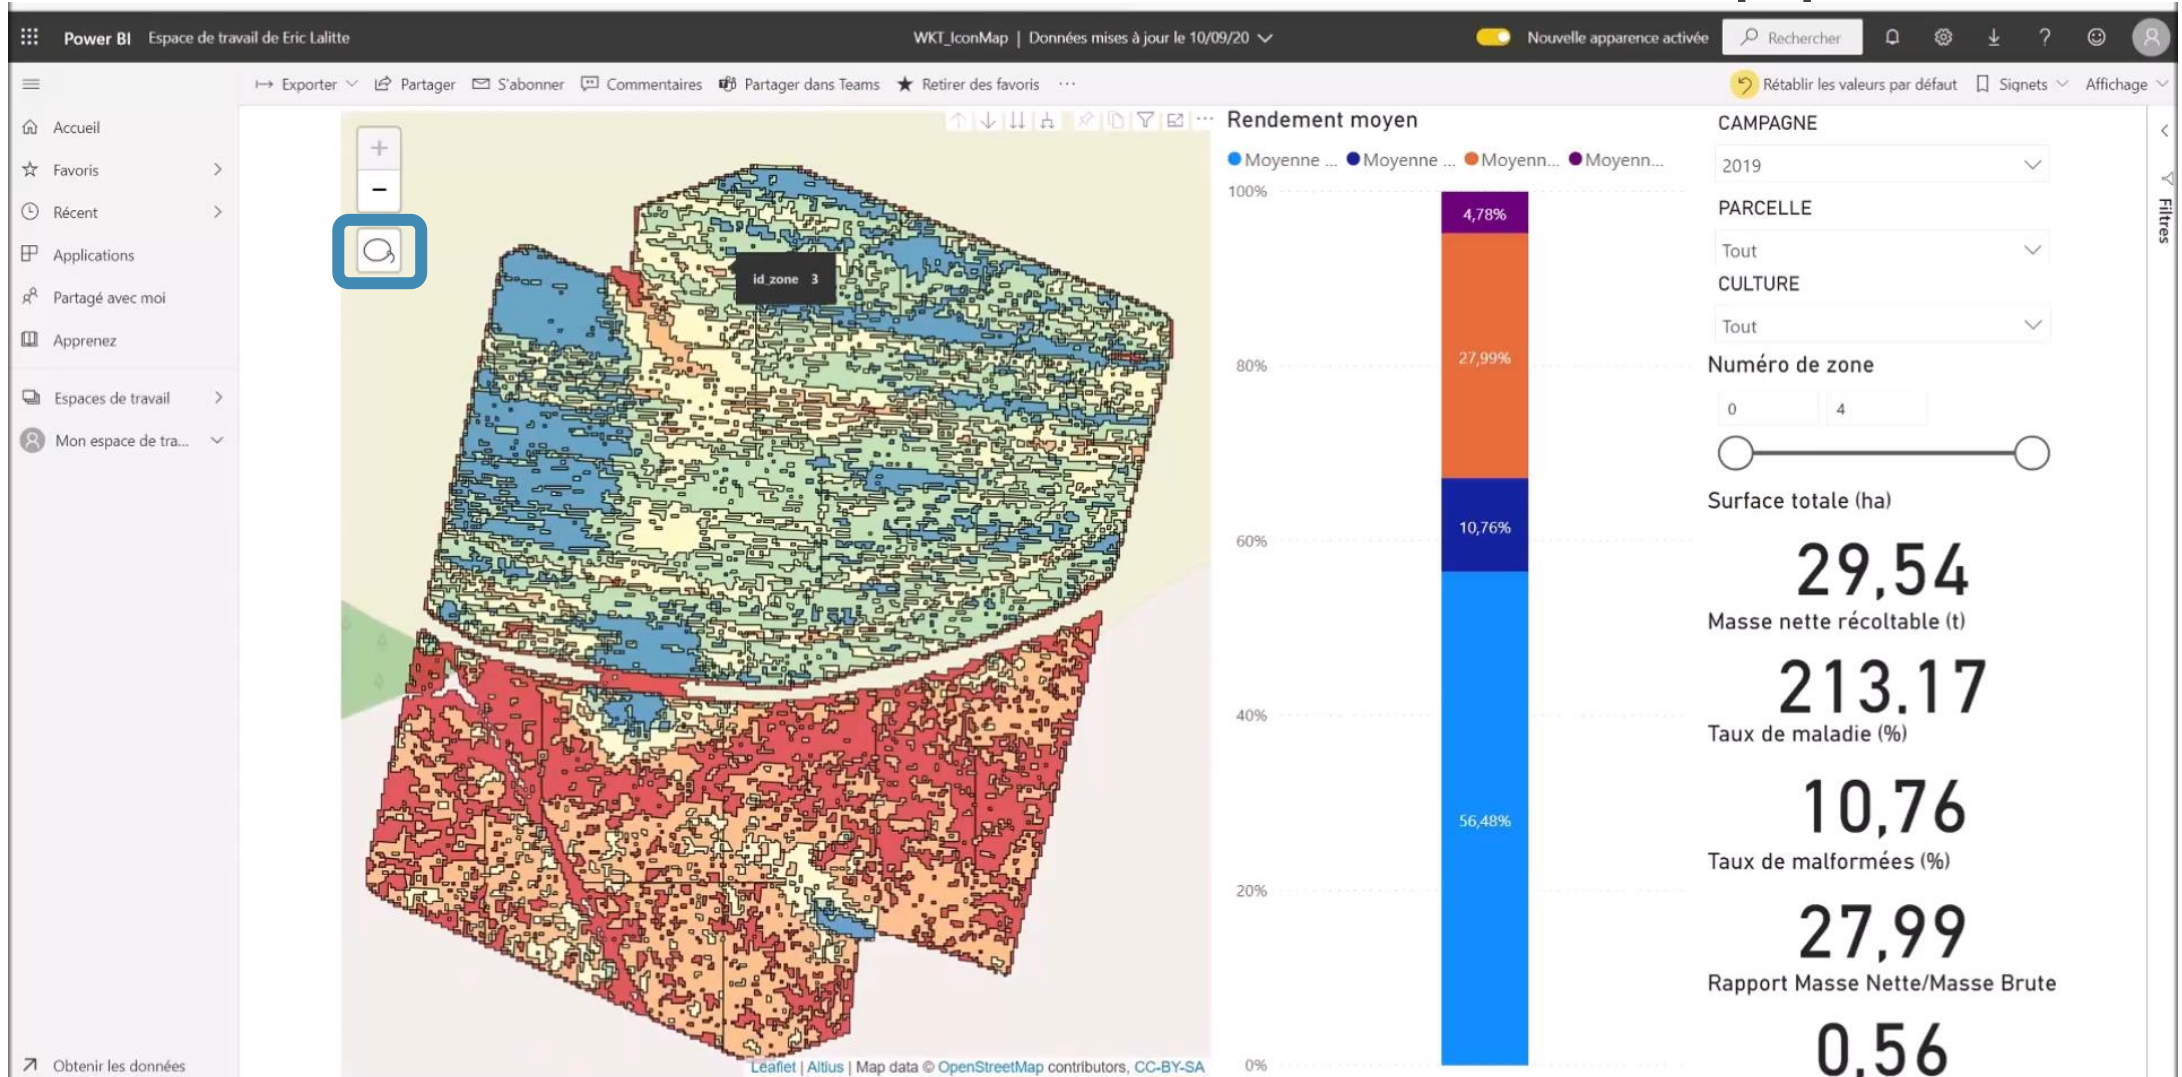 Power BI Espace de travail de Eric Lalitte WKT_IconMap | Données mises à jour le 10/09/20 Nouvelle apparence activée Rechercher
Exporter Partager S'abonner Commentaires Partager dans Teams Retirer des favoris ... Rétablir les valeurs par défaut Signets Affichage
Accueil
Favoris
Récent
Applications
Partagé avec moi
Apprenez
Espaces de travail
Mon espace de tra...
Obtenir les données
+
−
id_zone 3
Leaflet | Altius | Map data © OpenStreetMap contributors, CC-BY-SA
Rendement moyen
Moyenne ... Moyenne ... Moyenn... Moyenn...
100%
80%
60%
40%
20%
0%
4,78%
27,99%
10,76%
56,48%
CAMPAGNE
2019
PARCELLE
Tout
CULTURE
Tout
Numéro de zone
0 4
Surface totale (ha)
29,54
Masse nette récoltable (t)
213,17
Taux de maladie (%)
10,76
Taux de malformées (%)
27,99
Rapport Masse Nette/Masse Brute
0,56
Filtres